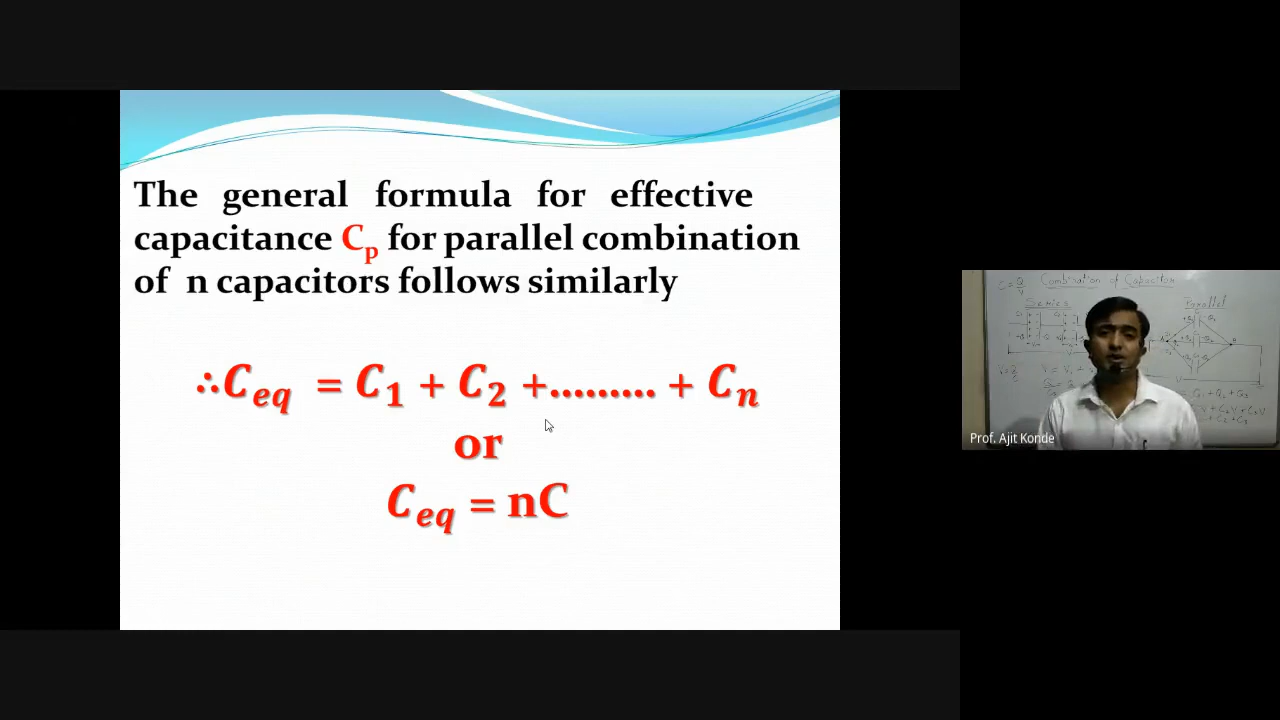 The general formula for effective
capacitance Cp for parallel combination
of n capacitors follows similarly
∴Ceq = C1 + C2 +......... + Cn
or
Ceq = nC
C = Q/V Combination of Capacitors
Series
Parallel
Prof. Ajit Konde